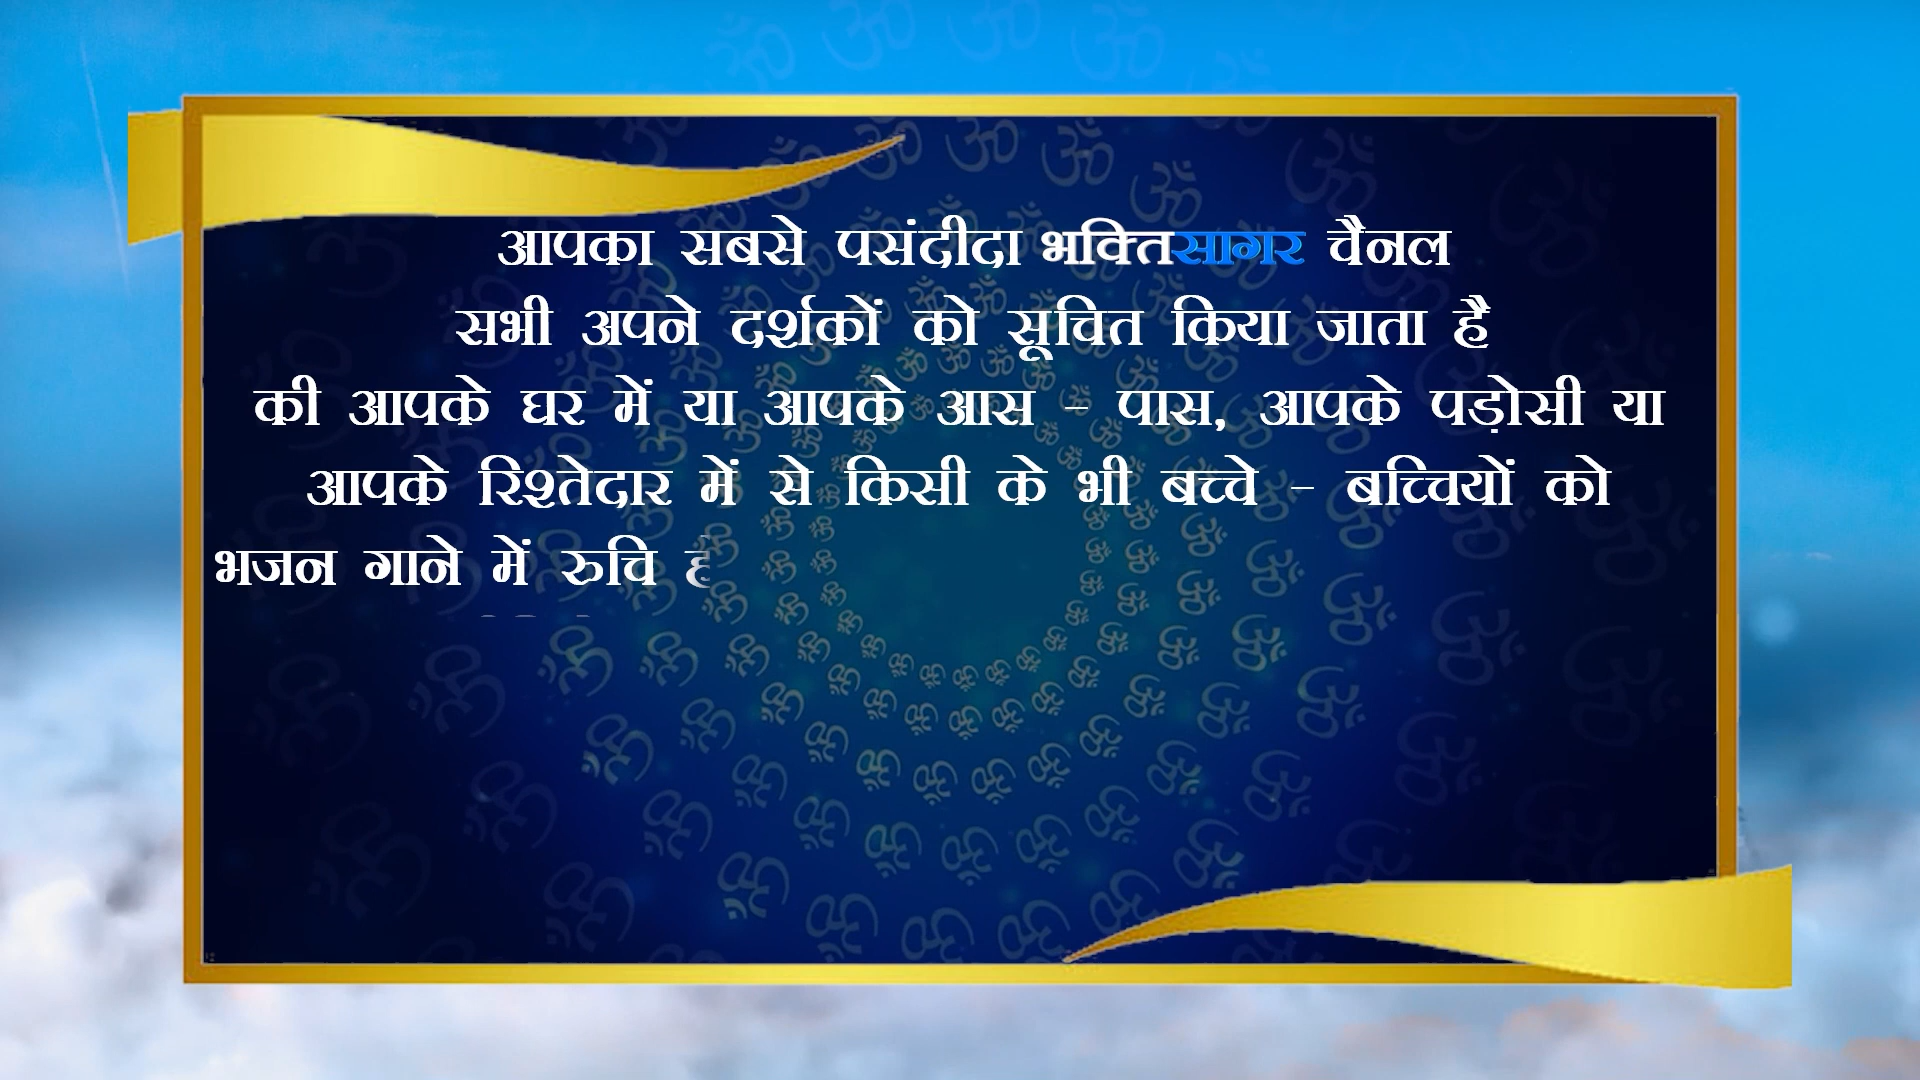 आपका सबसे पसंदीदा भक्तिसागर चैनल
सभी अपने दर्शकों को सूचित किया जाता है
की आपके घर में या आपके आस - पास, आपके पड़ोसी या
आपके रिश्तेदार में से किसी के भी बच्चे - बच्चियों को
भजन गाने में रुचि